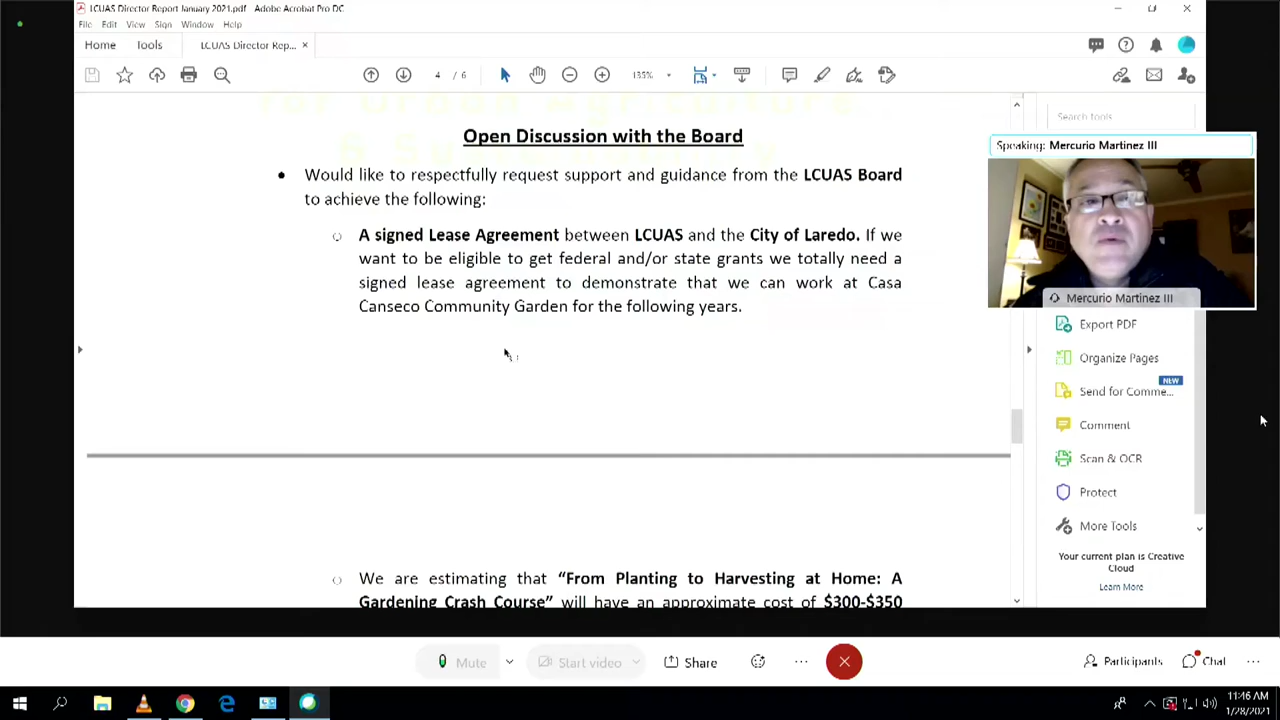 LCUAS Director Report January 2021.pdf - Adobe Acrobat Pro DC
File Edit View Sign Window Help
Home Tools LCUAS Director Rep... ×
4 / 6 135%
for Urban Agriculture
Open Discussion with the Board
Search tools
Speaking: Mercurio Martinez III
• Would like to respectfully request support and guidance from the LCUAS Board
to achieve the following:
○ A signed Lease Agreement between LCUAS and the City of Laredo. If we
want to be eligible to get federal and/or state grants we totally need a
signed lease agreement to demonstrate that we can work at Casa
Canseco Community Garden for the following years.
Mercurio Martinez III
Export PDF
Organize Pages
NEW
Send for Comme...
Comment
Scan & OCR
Protect
More Tools
Your current plan is Creative
Cloud
Learn More
○ We are estimating that “From Planting to Harvesting at Home: A
Gardening Crash Course” will have an approximate cost of $300-$350
Mute Start video Share Participants Chat
11:46 AM
1/28/2021